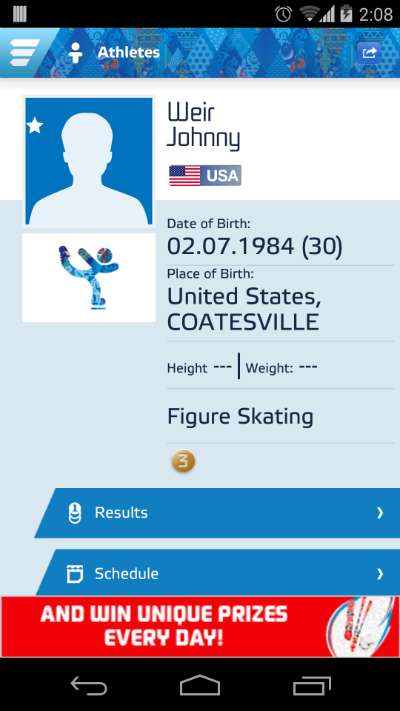 2:08
Athletes
Weir
Johnny
USA
Date of Birth:
02.07.1984 (30)
Place of Birth:
United States,
COATESVILLE
Height --- | Weight: ---
Figure Skating
3
1
Results
Schedule
AND WIN UNIQUE PRIZES
EVERY DAY!